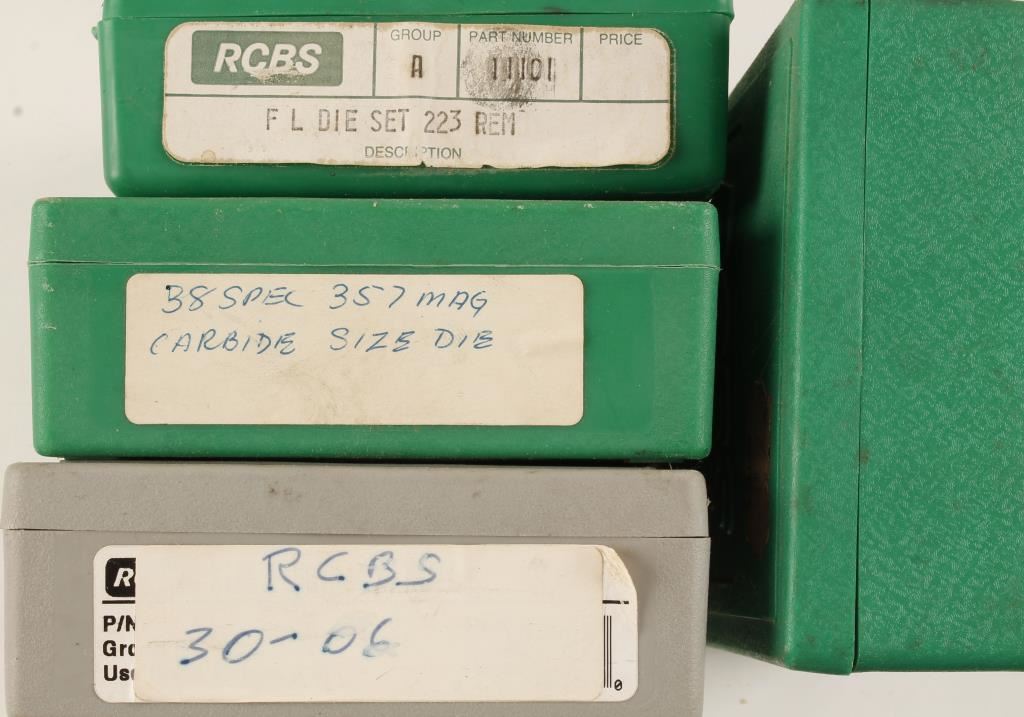 RCBS
GROUP PART NUMBER PRICE
A 11101
F L DIE SET 223 REM
DESCRIPTION
38 SPEC 357 MAG
CARBIDE SIZE DIE
RCBS
30-06
P/N
0